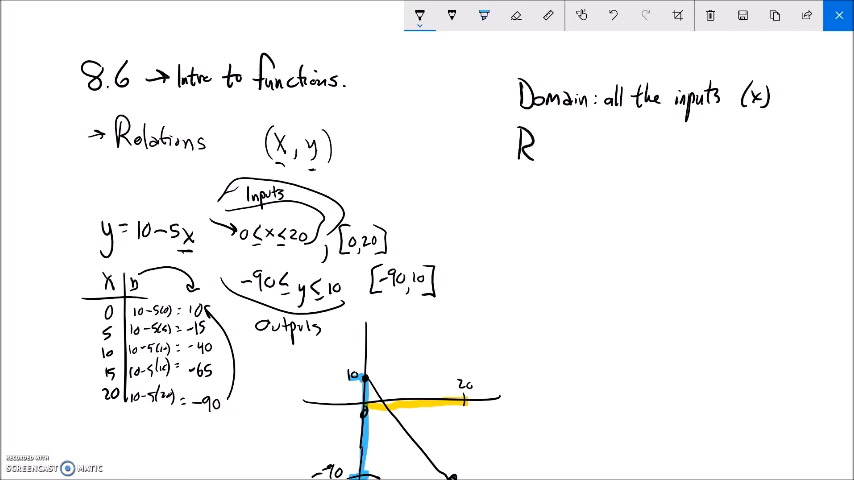 8.6 → Intro to functions.
→ Relations (x, y)
Inputs
y = 10-5x → 0 ≤ x ≤ 20, [0,20]
-90 ≤ y ≤ 10 [-90,10]
Outputs
x
0 10-5(0) = 10
5 10-5(5) = -15
10 10-5(10) = -40
15 10-5(15) = -65
20 10-5(20) = -90
10
20
0
-90
Domain: all the inputs (x)
R
RECORDED WITH
SCREENCAST MATIC